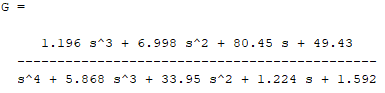 G =
1.196 s^3 + 6.998 s^2 + 80.45 s + 49.43
---------------------------------------------
s^4 + 5.868 s^3 + 33.95 s^2 + 1.224 s + 1.592